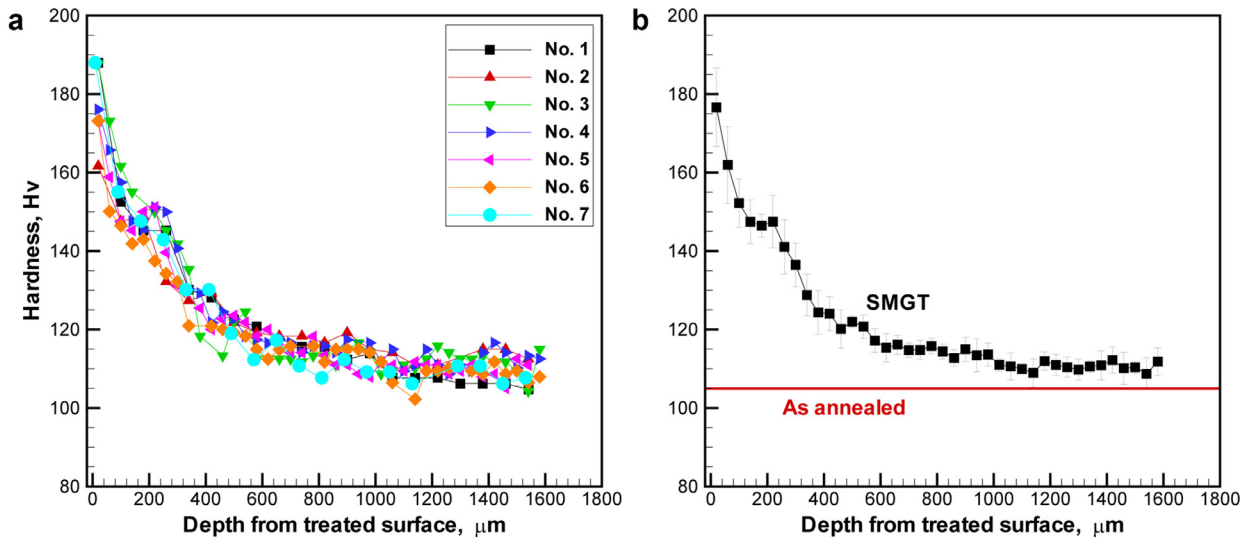 a
200
180
160
140
120
100
80
Hardness, Hv
No. 1
No. 2
No. 3
No. 4
No. 5
No. 6
No. 7
0 200 400 600 800 1000 1200 1400 1600 1800
Depth from treated surface, μm
b
200
180
160
140
120
100
80
SMGT
As annealed
0 200 400 600 800 1000 1200 1400 1600 1800
Depth from treated surface, μm